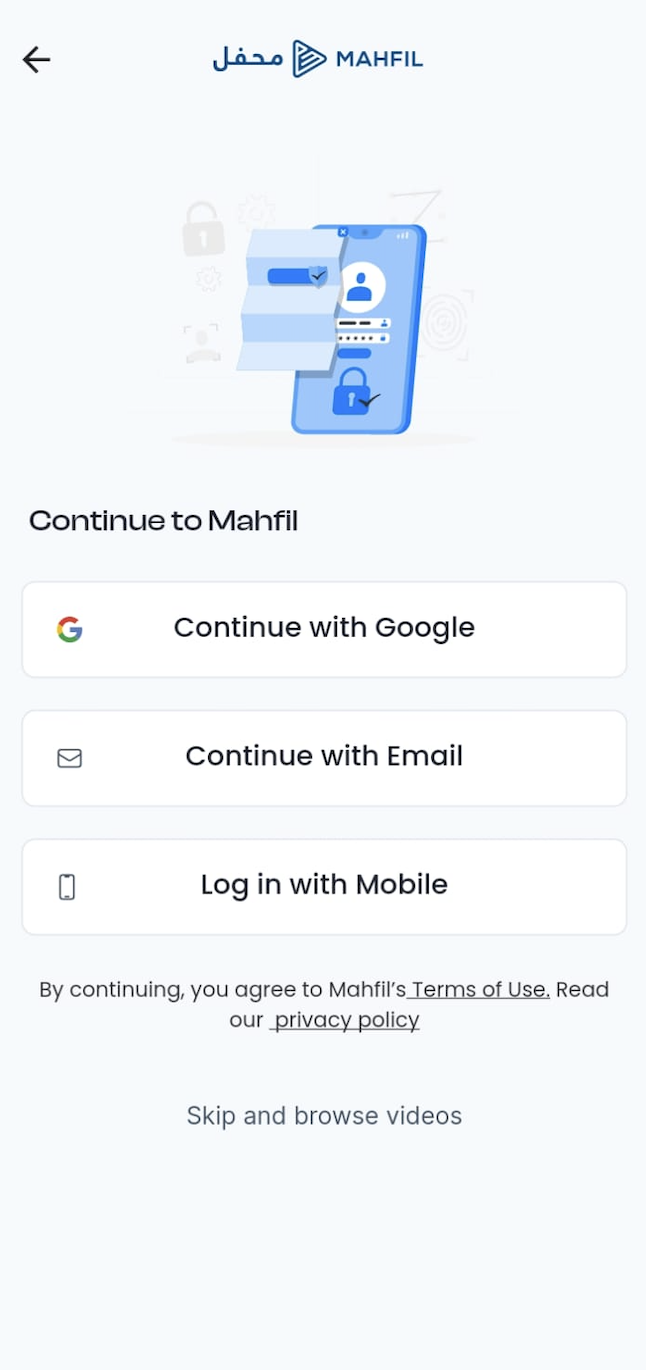 محفل MAHFIL
Continue to Mahfil
Continue with Google
Continue with Email
Log in with Mobile
By continuing, you agree to Mahfil’s Terms of Use. Read
our privacy policy
Skip and browse videos